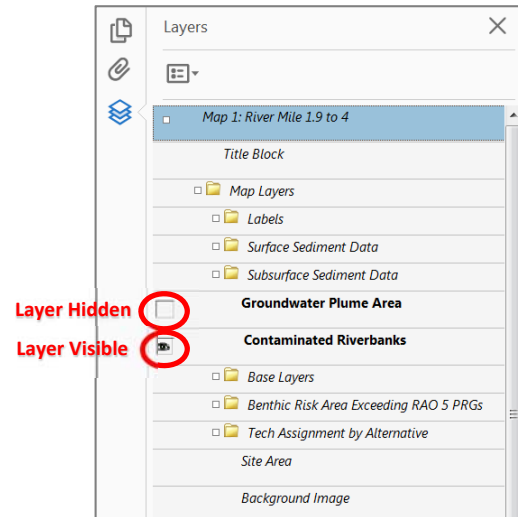 Layers
Map 1: River Mile 1.9 to 4
Title Block
Map Layers
Labels
Surface Sediment Data
Subsurface Sediment Data
Layer Hidden
Groundwater Plume Area
Layer Visible
Contaminated Riverbanks
Base Layers
Benthic Risk Area Exceeding RAO 5 PRGs
Tech Assignment by Alternative
Site Area
Background Image